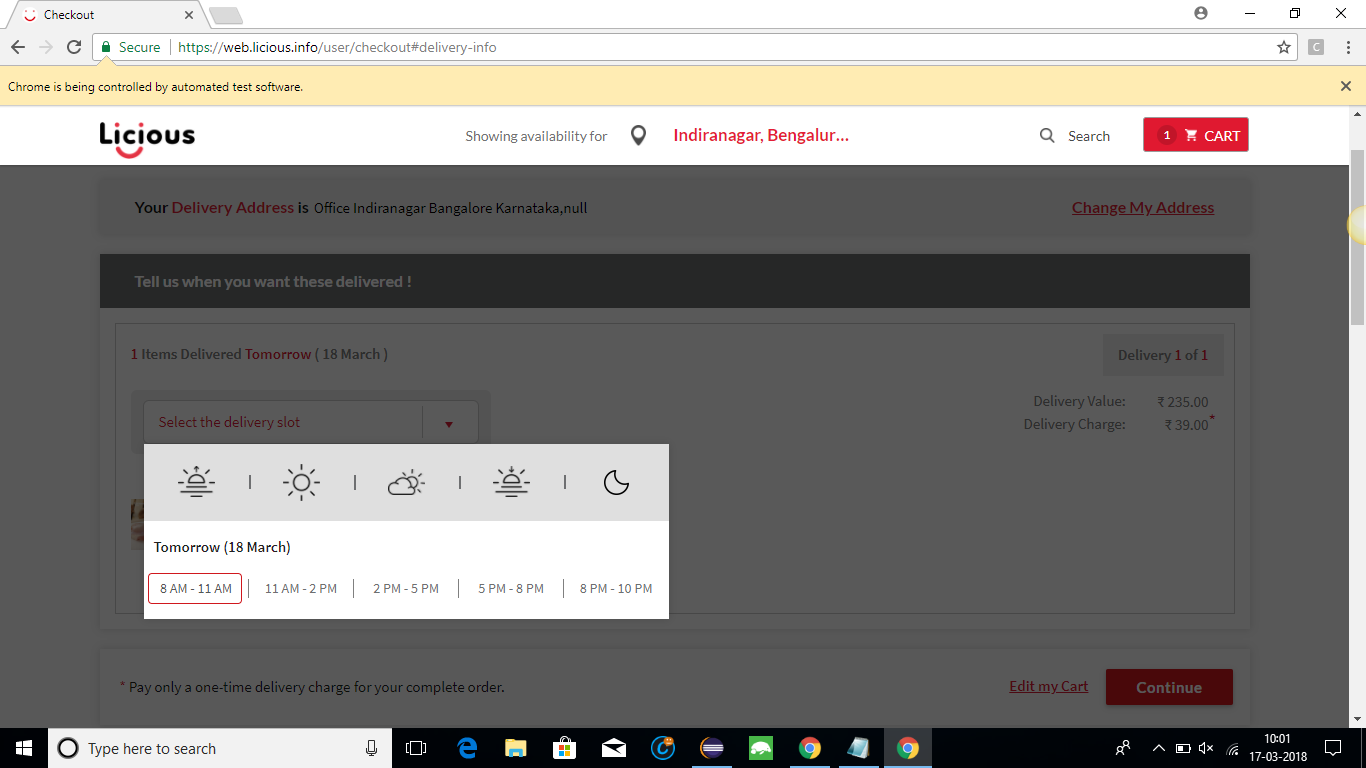 Checkout
Secure https://web.licious.info/user/checkout#delivery-info
C
Chrome is being controlled by automated test software.
Licious Showing availability for Indiranagar, Bengalur... Search 1 CART
Your Delivery Address is Office Indiranagar Bangalore Karnataka,null Change My Address
Tell us when you want these delivered !
1 Items Delivered Tomorrow ( 18 March ) Delivery 1 of 1
Delivery Value: ₹ 235.00
Select the delivery slot Delivery Charge: ₹ 39.00*
Tomorrow (18 March)
8 AM - 11 AM 11 AM - 2 PM 2 PM - 5 PM 5 PM - 8 PM 8 PM - 10 PM
* Pay only a one-time delivery charge for your complete order. Edit my Cart Continue
Type here to search 10:01
17-03-2018